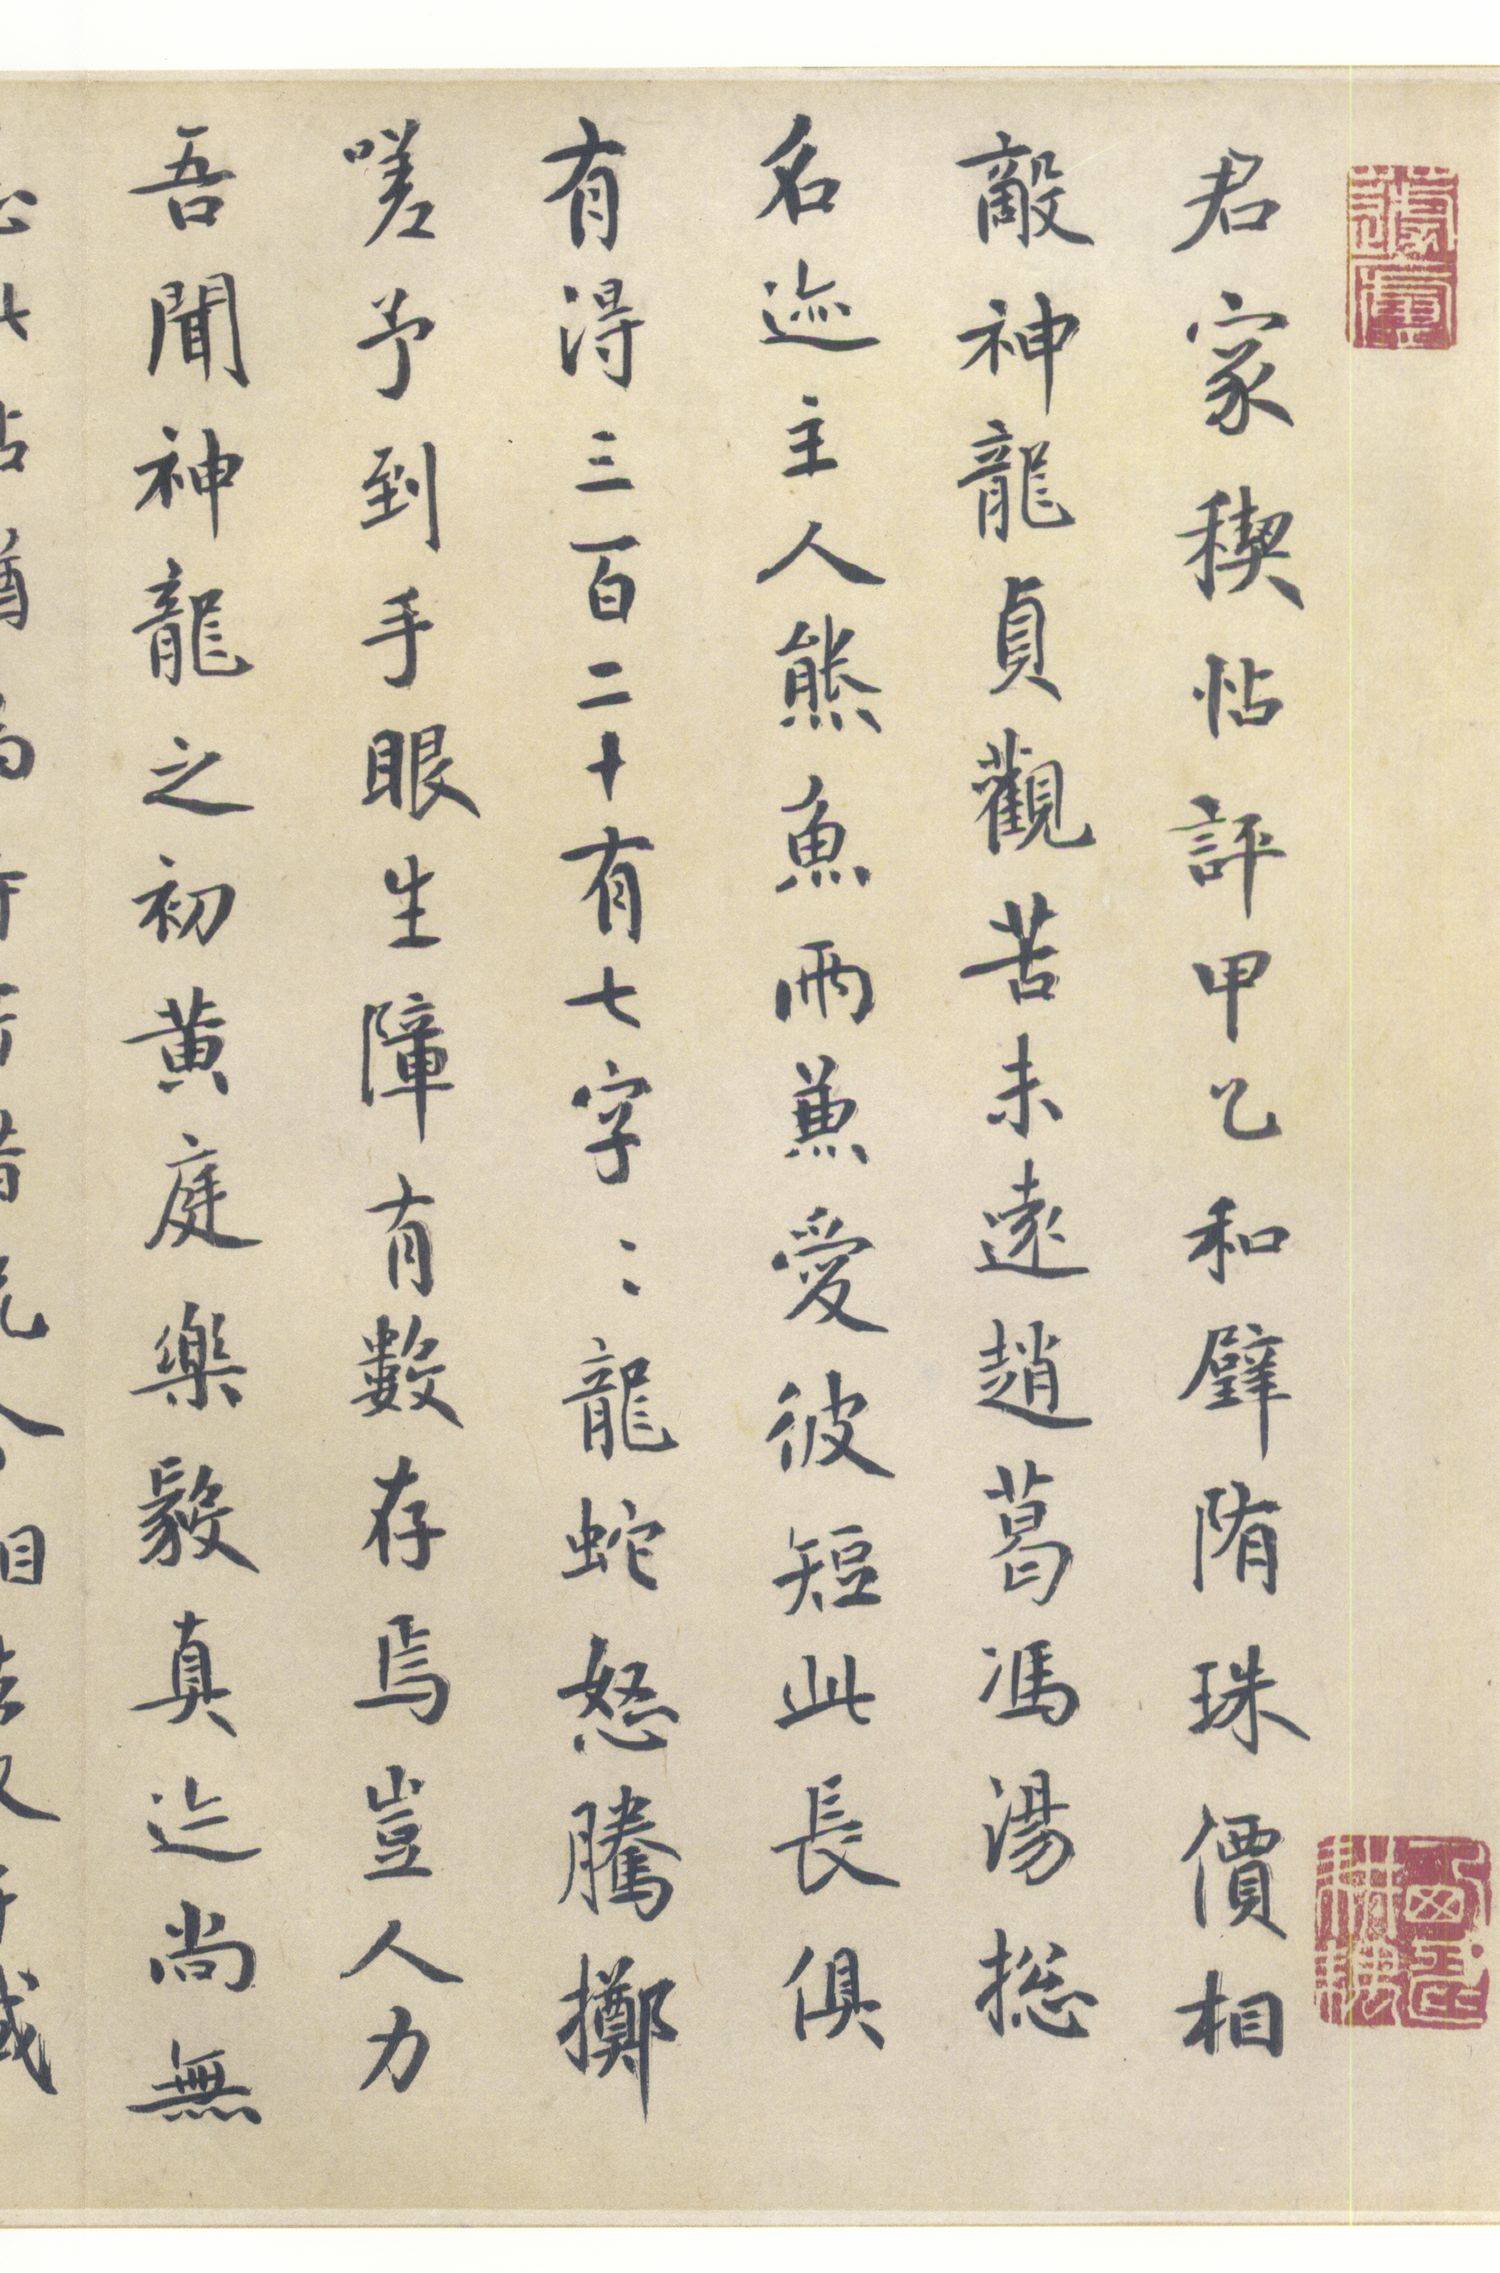 君家稧帖評甲乙和璧隋珠價相
敵神龍貞觀苦未遠趙葛馮湯揔
名迹主人熊魚兩兼愛彼短此長俱
有得三百二十有七字〻龍蛇怒騰擲
嗟予到手眼生障有數存焉豈人力
吾聞神龍之初黃庭樂毅真迹尚無